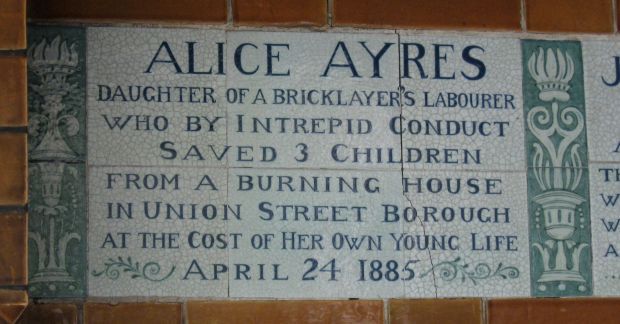 ALICE AYRES
DAUGHTER OF A BRICKLAYER'S LABOURER
WHO BY INTREPID CONDUCT
SAVED 3 CHILDREN
FROM A BURNING HOUSE
IN UNION STREET BOROUGH
AT THE COST OF HER OWN YOUNG LIFE
APRIL 24 1885